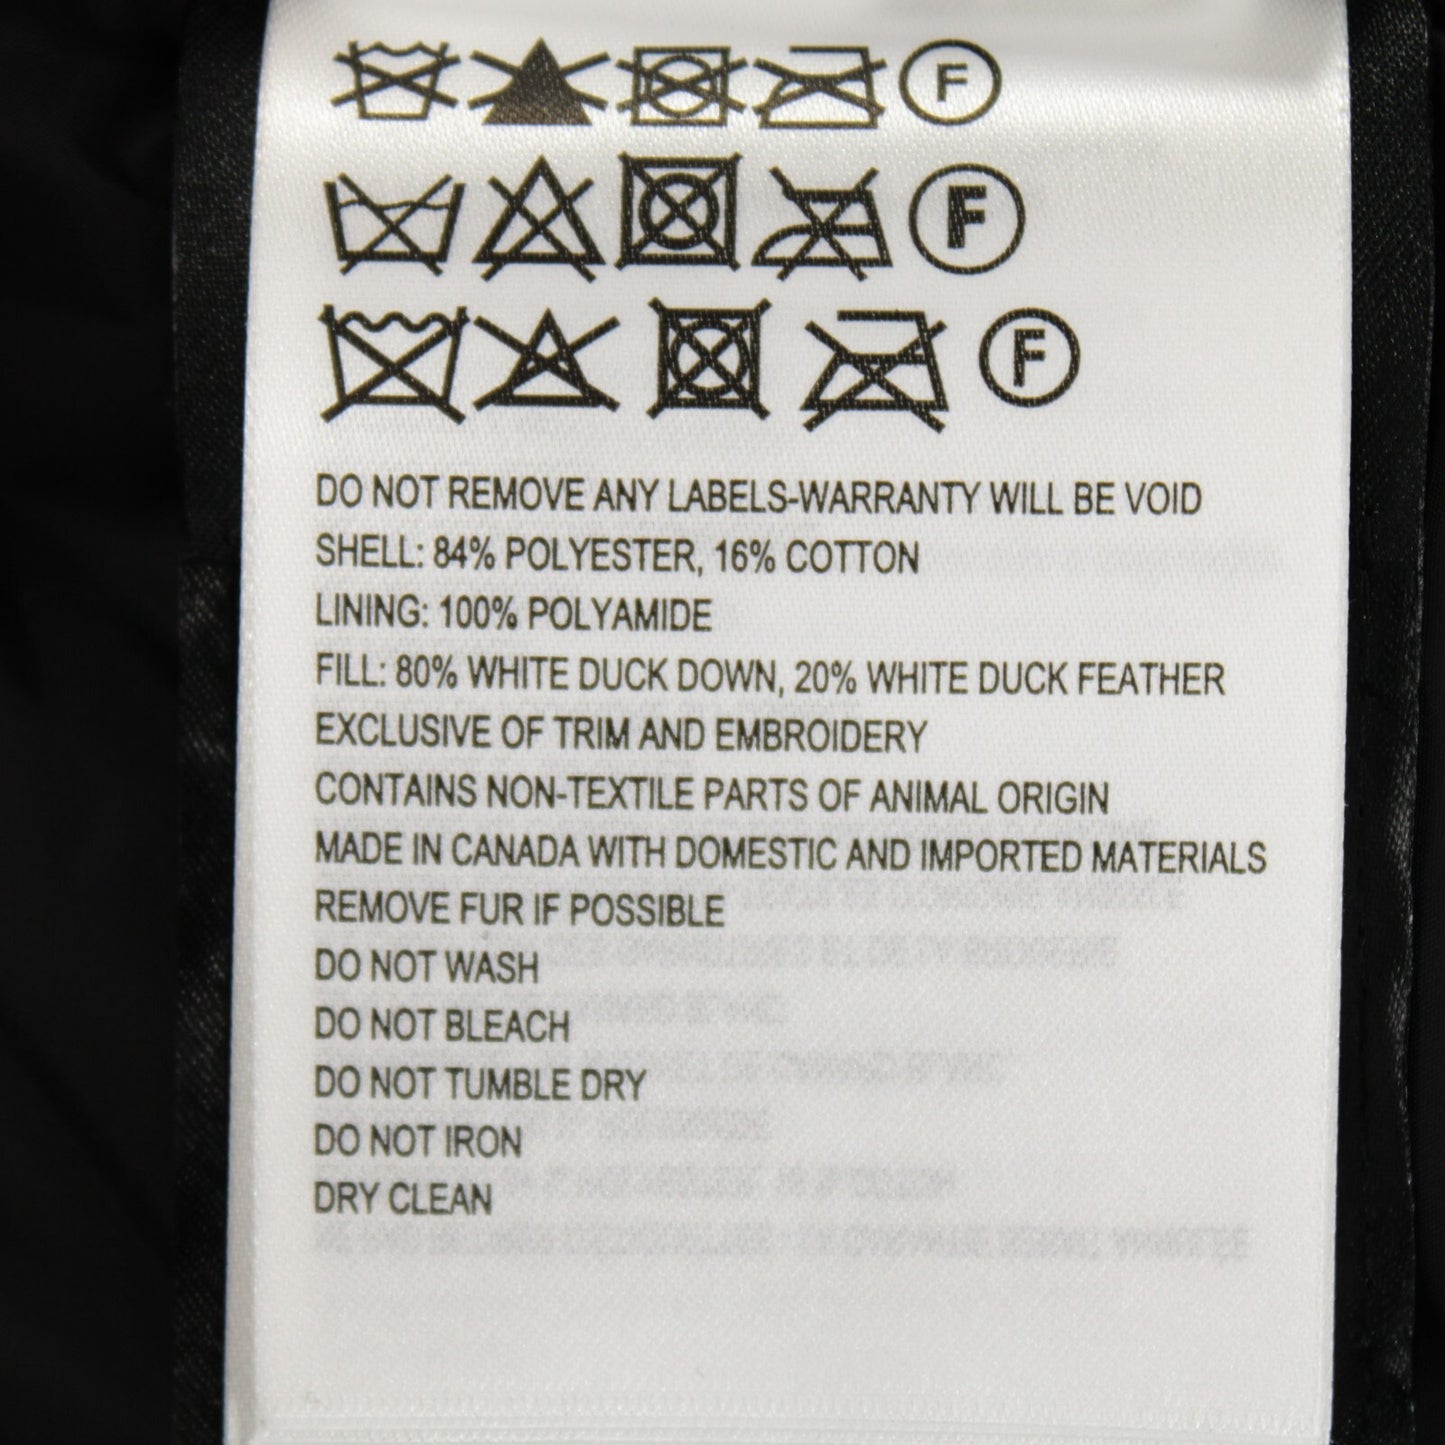 F
F
F
DO NOT REMOVE ANY LABELS-WARRANTY WILL BE VOID
SHELL: 84% POLYESTER, 16% COTTON
LINING: 100% POLYAMIDE
FILL: 80% WHITE DUCK DOWN, 20% WHITE DUCK FEATHER
EXCLUSIVE OF TRIM AND EMBROIDERY
CONTAINS NON-TEXTILE PARTS OF ANIMAL ORIGIN
MADE IN CANADA WITH DOMESTIC AND IMPORTED MATERIALS
REMOVE FUR IF POSSIBLE
DO NOT WASH
DO NOT BLEACH
DO NOT TUMBLE DRY
DO NOT IRON
DRY CLEAN